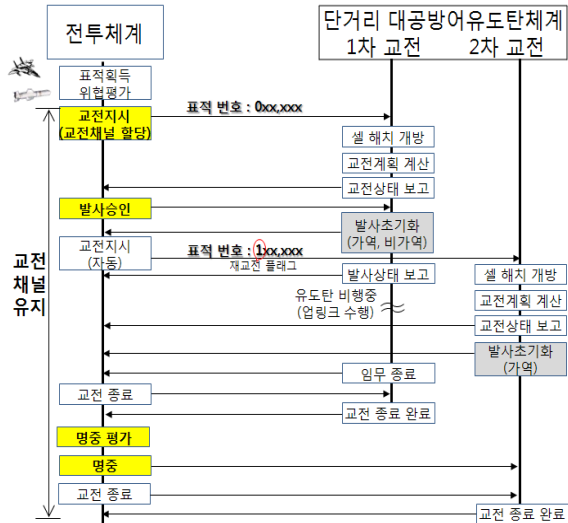 전투체계
단거리 대공방어유도탄체계
1차 교전 2차 교전
표적획득
위협평가
교전지시
(교전채널 할당)
표적 번호 : 0xx,xxx
셀 해치 개방
교전계획 계산
교전상태 보고
발사승인
발사초기화
(가역, 비가역)
교전지시
(자동)
표적 번호 : 1xx,xxx
재교전 플래그
발사상태 보고
셀 해치 개방
교전
채널
유지
유도탄 비행중
(업링크 수행)
교전계획 계산
교전상태 보고
발사초기화
(가역)
임무 종료
교전 종료
교전 종료 완료
명중 평가
명중
교전 종료
교전 종료 완료